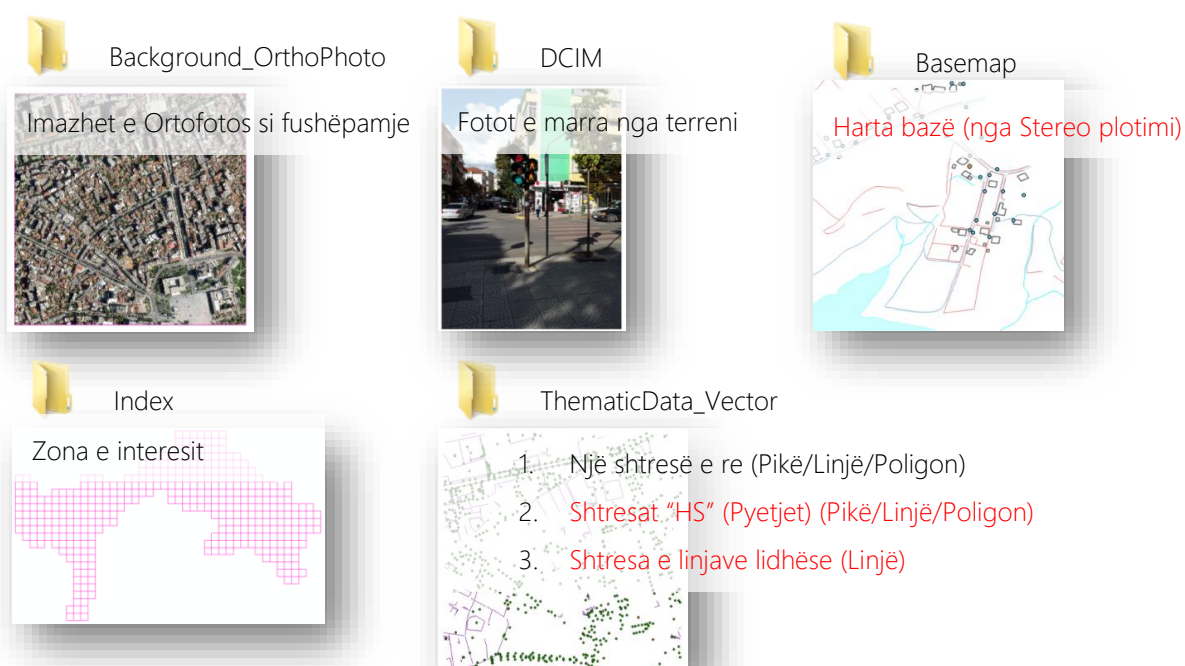 Background_OrthoPhoto
Imazhet e Ortofotos si fushëpamje
DCIM
Fotot e marra nga terreni
Basemap
Harta bazë (nga Stereo plotimi)
Index
Zona e interesit
ThematicData_Vector
1. Një shtresë e re (Pikë/Linjë/Poligon)
2. Shtresat “HS” (Pyetjet) (Pikë/Linjë/Poligon)
3. Shtresa e linjave lidhëse (Linjë)